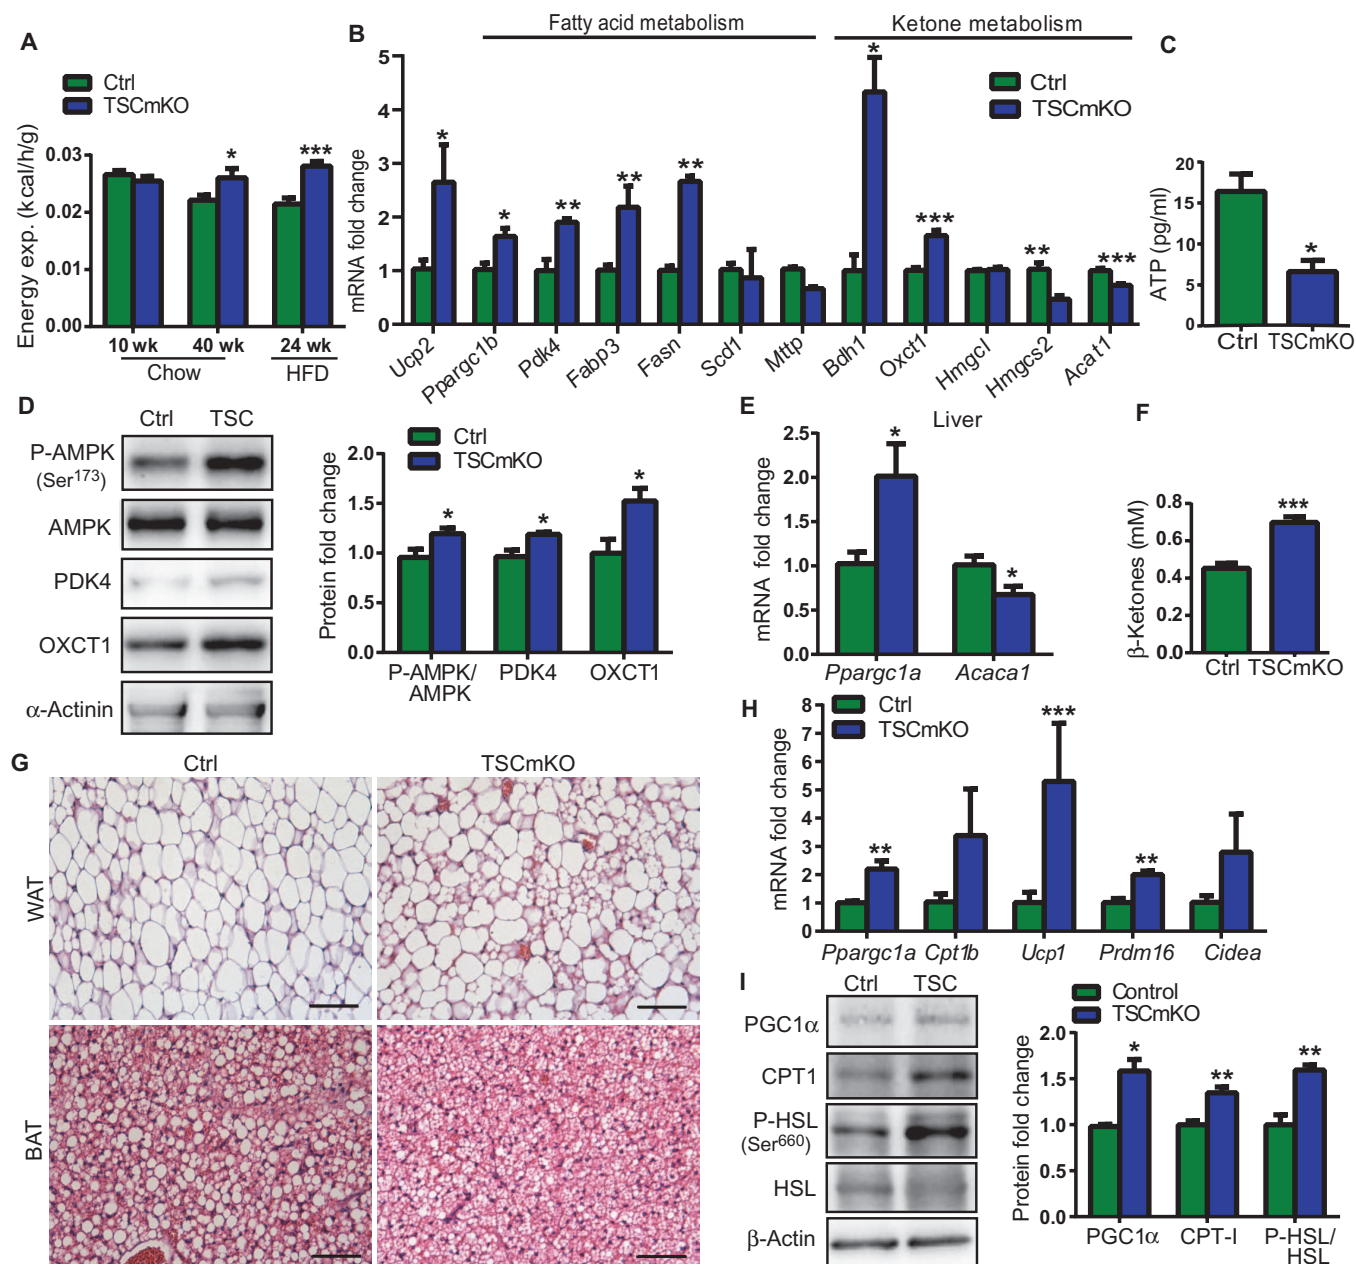 A
Ctrl
TSCmKO
Energy exp. (kcal/h/g)
0.03
0.02
0.01
0.00
*
***
10 wk 40 wk 24 wk
Chow HFD
B
Fatty acid metabolism
Ketone metabolism
Ctrl
TSCmKO
mRNA fold change
5
4
3
2
1
0
*
*
**
**
**
*
***
**
***
Ucp2 Ppargc1b Pdk4 Fabp3 Fasn Scd1 Mttp Bdh1 Oxct1 Hmgcl Hmgcs2 Acat1
C
ATP (pg/ml)
20
15
10
5
0
*
Ctrl TSCmKO
D
Ctrl TSC
P-AMPK
(Ser173)
AMPK
PDK4
OXCT1
α-Actinin
Ctrl
TSCmKO
Protein fold change
2.0
1.5
1.0
0.5
0.0
*
*
*
P-AMPK/
AMPK
PDK4
OXCT1
E
Liver
mRNA fold change
2.5
2.0
1.5
1.0
0.5
0.0
*
*
Ppargc1a Acaca1
F
β-Ketones (mM)
0.8
0.6
0.4
0.2
0.0
***
Ctrl TSCmKO
G
Ctrl TSCmKO
WAT
BAT
H
Ctrl
TSCmKO
mRNA fold change
8
7
6
5
4
3
2
1
0
**
***
**
Ppargc1a Cpt1b Ucp1 Prdm16 Cidea
I
Ctrl TSC
PGC1α
CPT1
P-HSL
(Ser660)
HSL
β-Actin
Control
TSCmKO
Protein fold change
2.0
1.5
1.0
0.5
0.0
*
**
**
PGC1α CPT-I P-HSL/
HSL